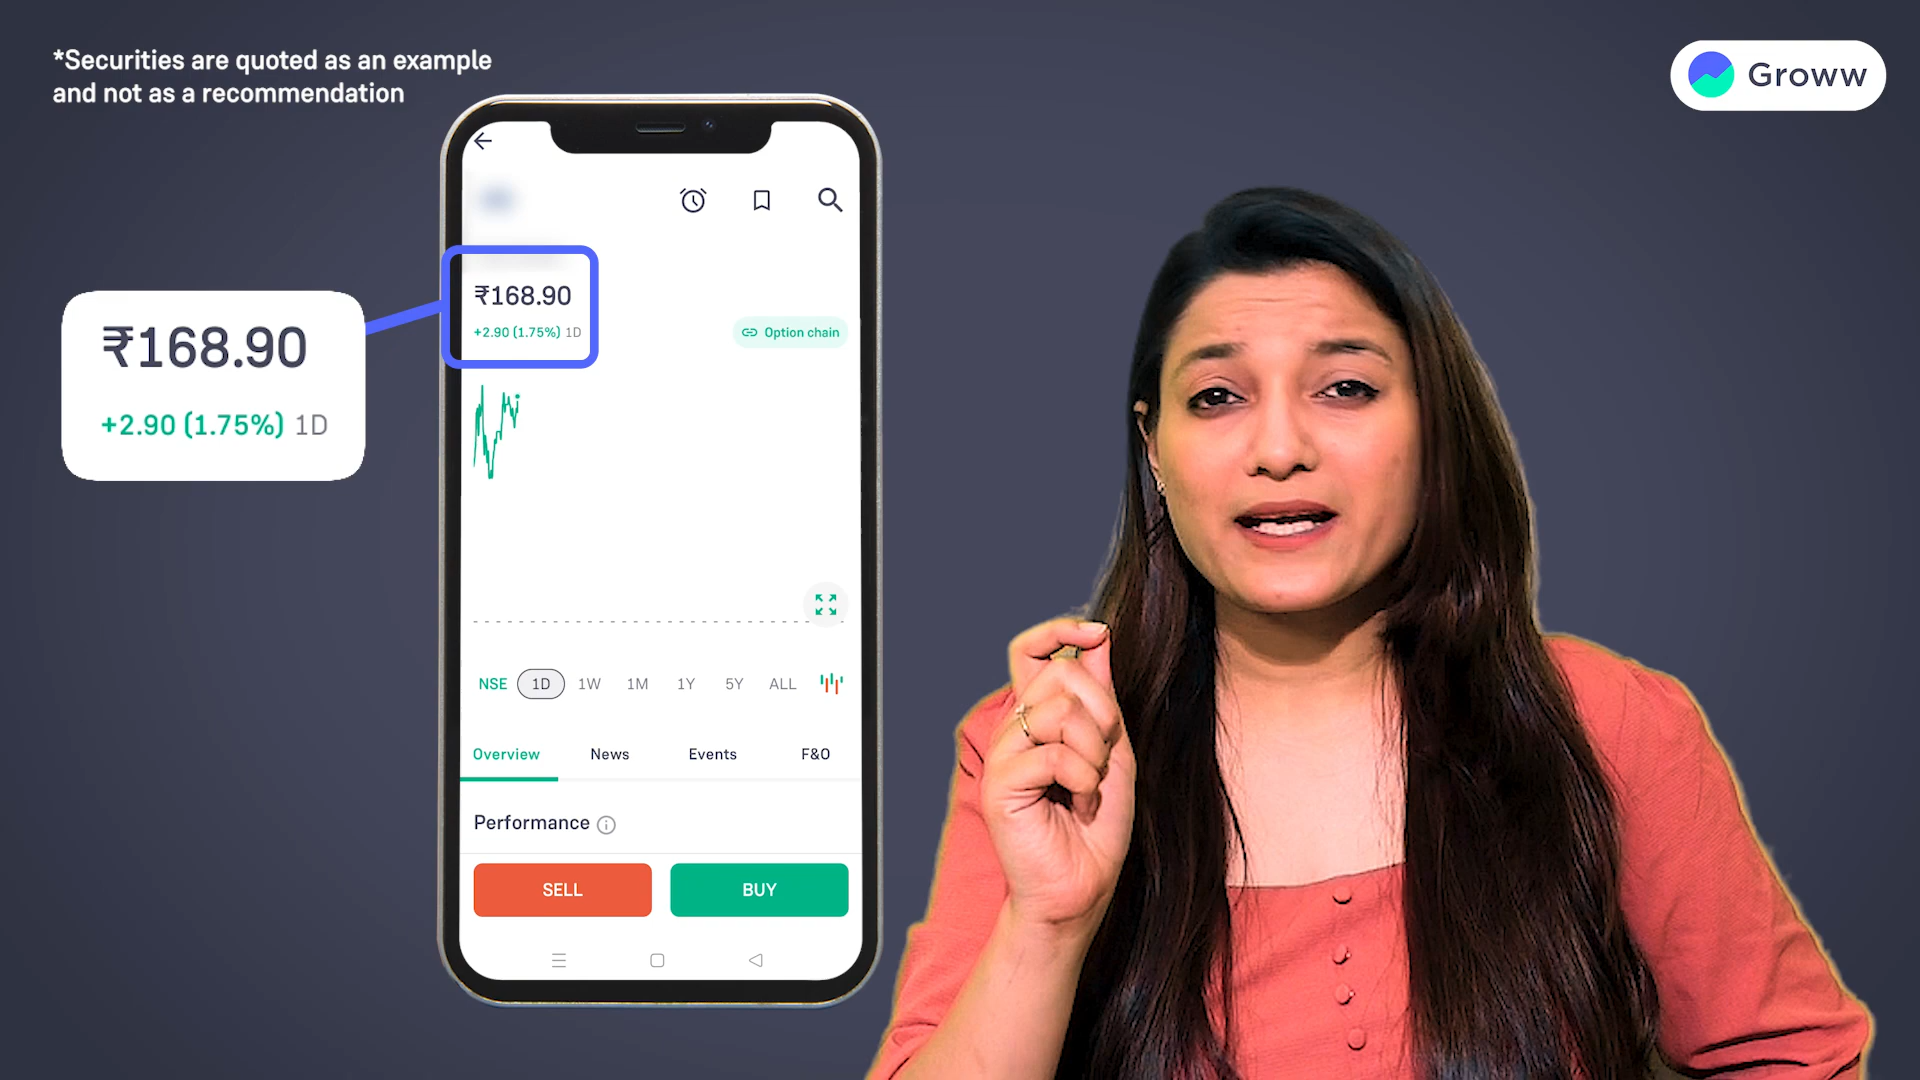 *Securities are quoted as an example
and not as a recommendation
Groww
₹168.90
+2.90 (1.75%) 1D
₹168.90
+2.90 (1.75%) 1D
Option chain
NSE 1D 1W 1M 1Y 5Y ALL
Overview News Events F&O
Performance
SELL BUY